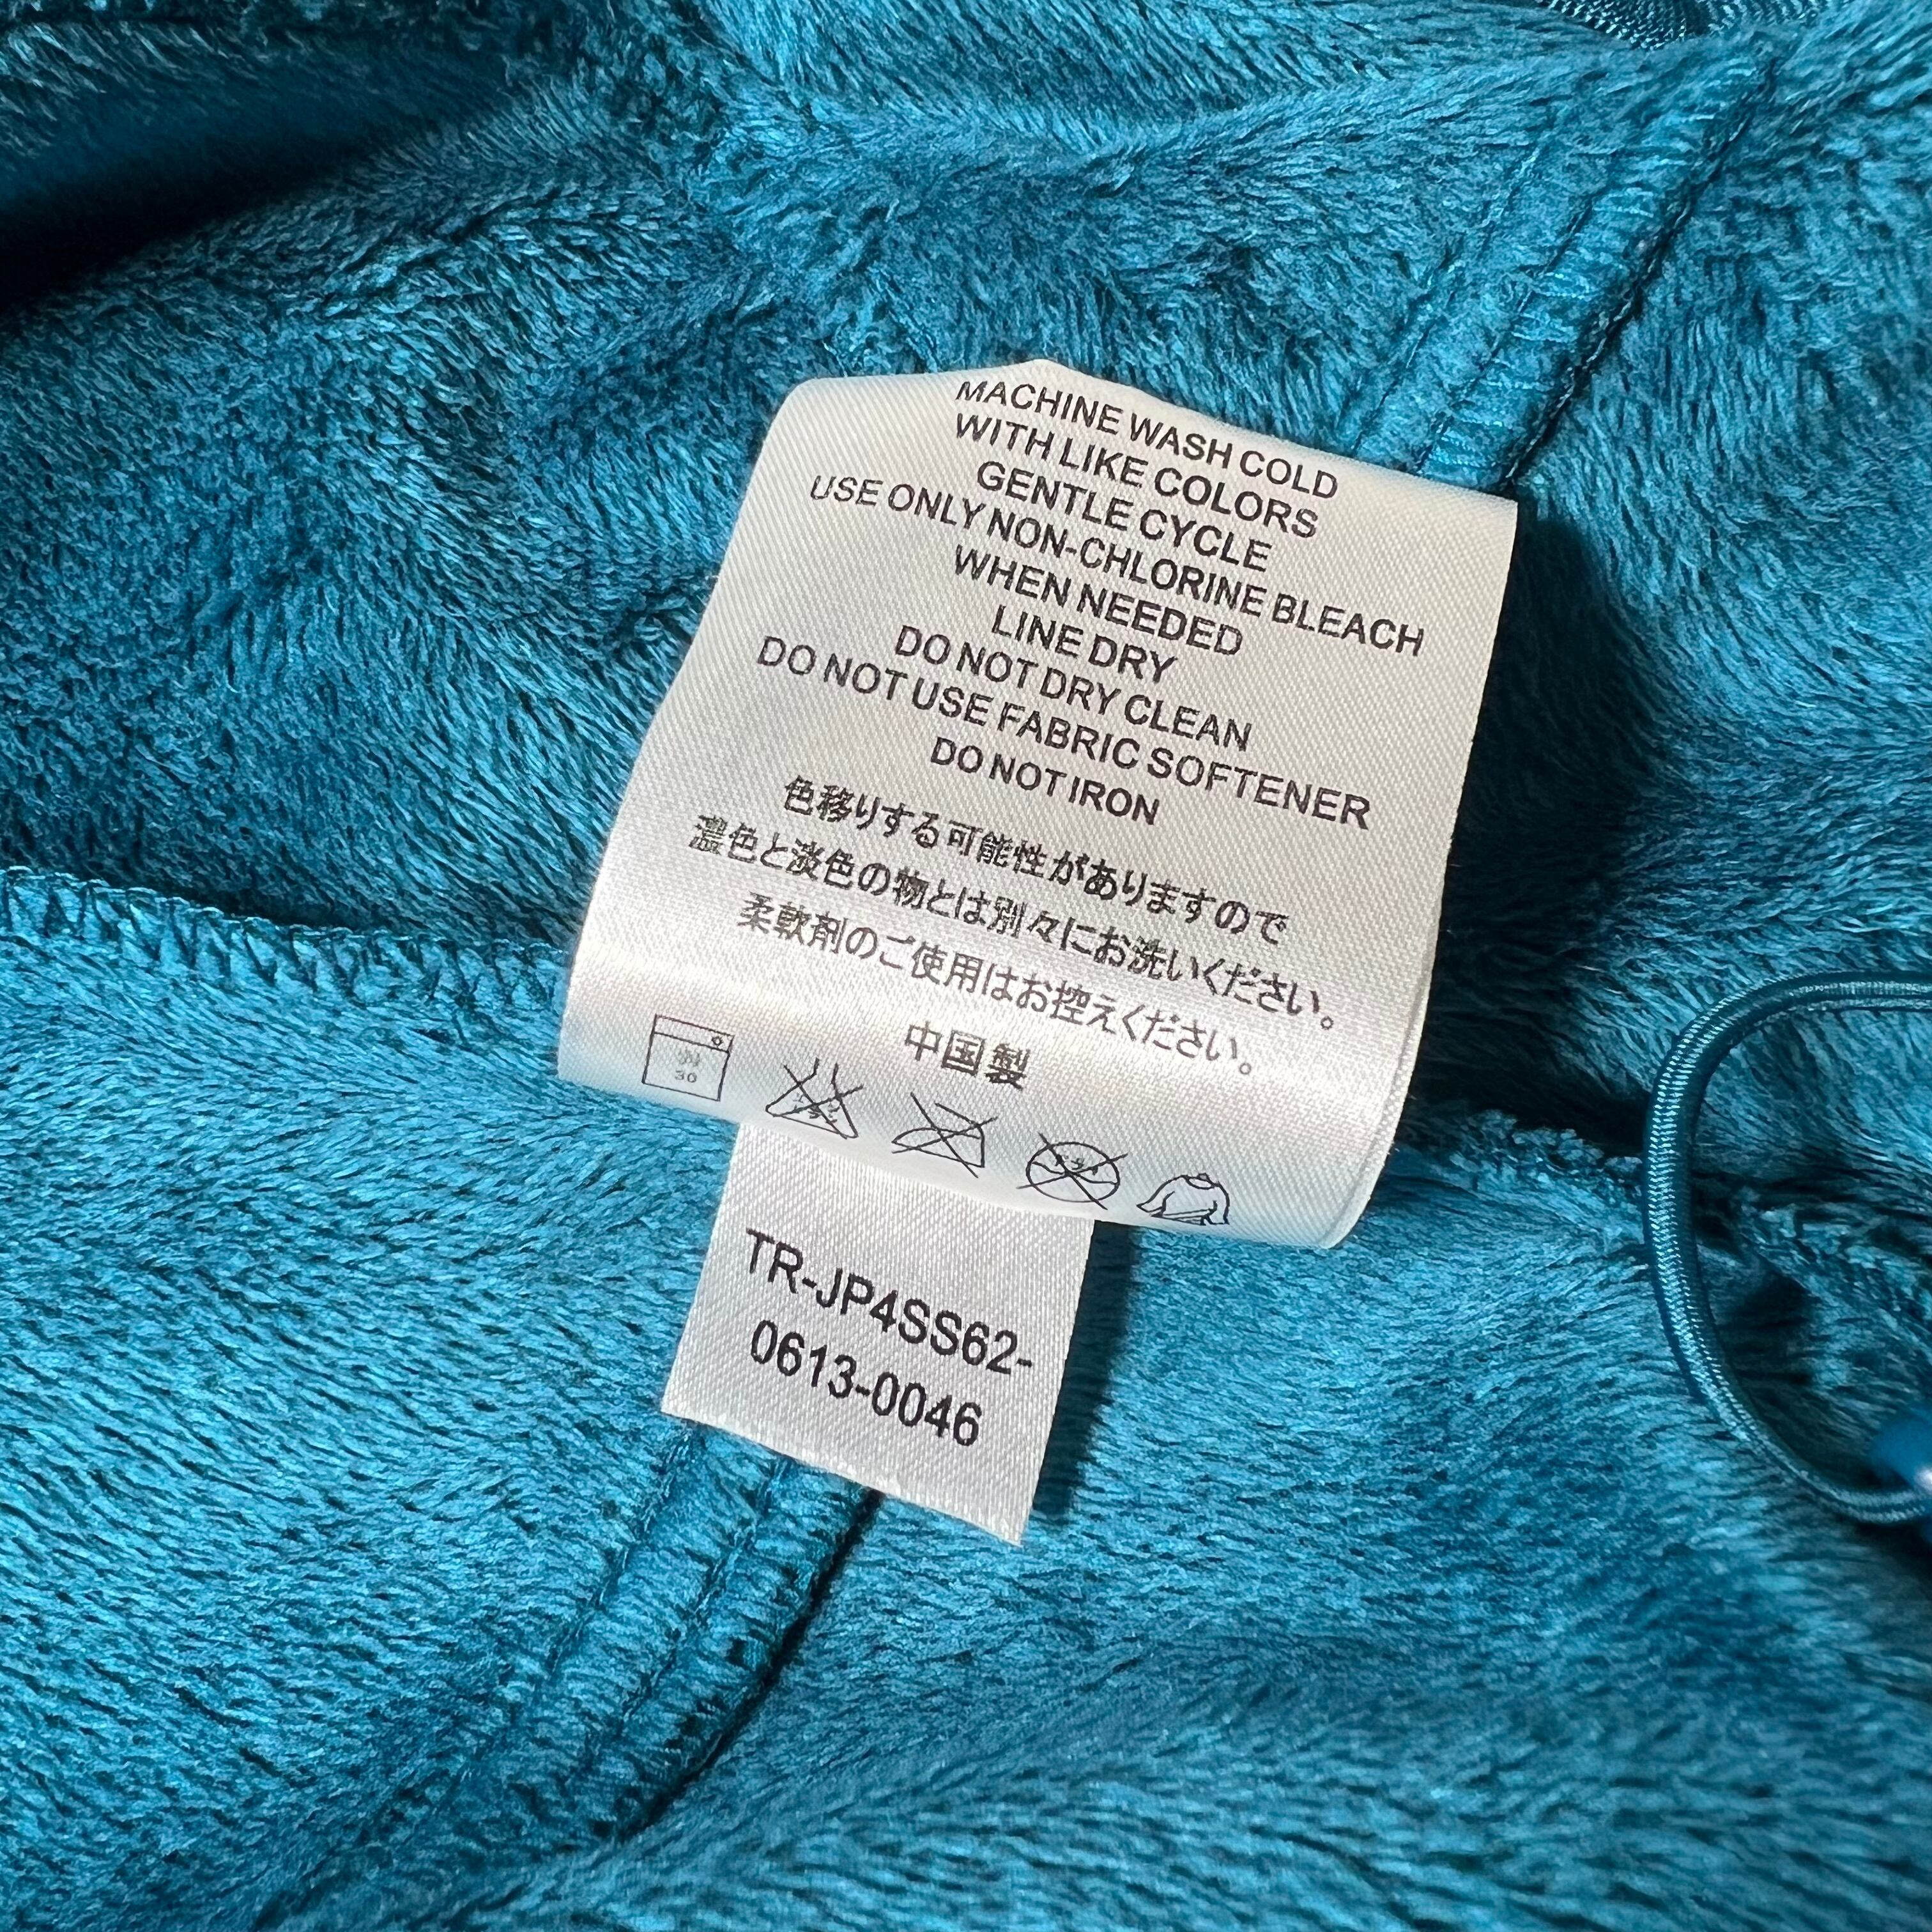 MACHINE WASH COLD
WITH LIKE COLORS
GENTLE CYCLE
USE ONLY NON-CHLORINE BLEACH
WHEN NEEDED
LINE DRY
DO NOT DRY CLEAN
DO NOT USE FABRIC SOFTENER
DO NOT IRON
色移りする可能性がありますので
濃色と淡色の物とは別々にお洗いください。
柔軟剤のご使用はお控えください。
中国製
30
TR-JP4SS62-
0613-0046